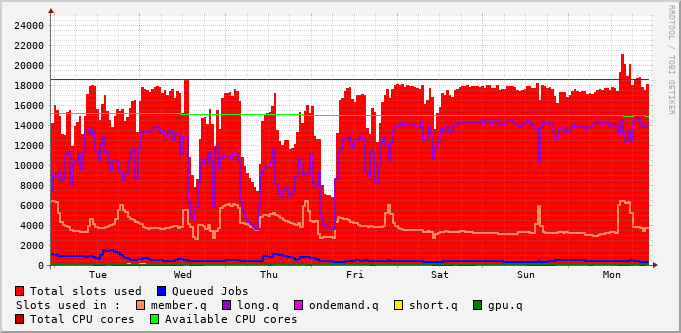 RRDTOOL / TOBI OETIKER
24000
22000
20000
18000
16000
14000
12000
10000
8000
6000
4000
2000
0
Tue Wed Thu Fri Sat Sun Mon
Total slots used Queued Jobs
Slots used in : member.q long.q ondemand.q short.q gpu.q
Total CPU cores Available CPU cores